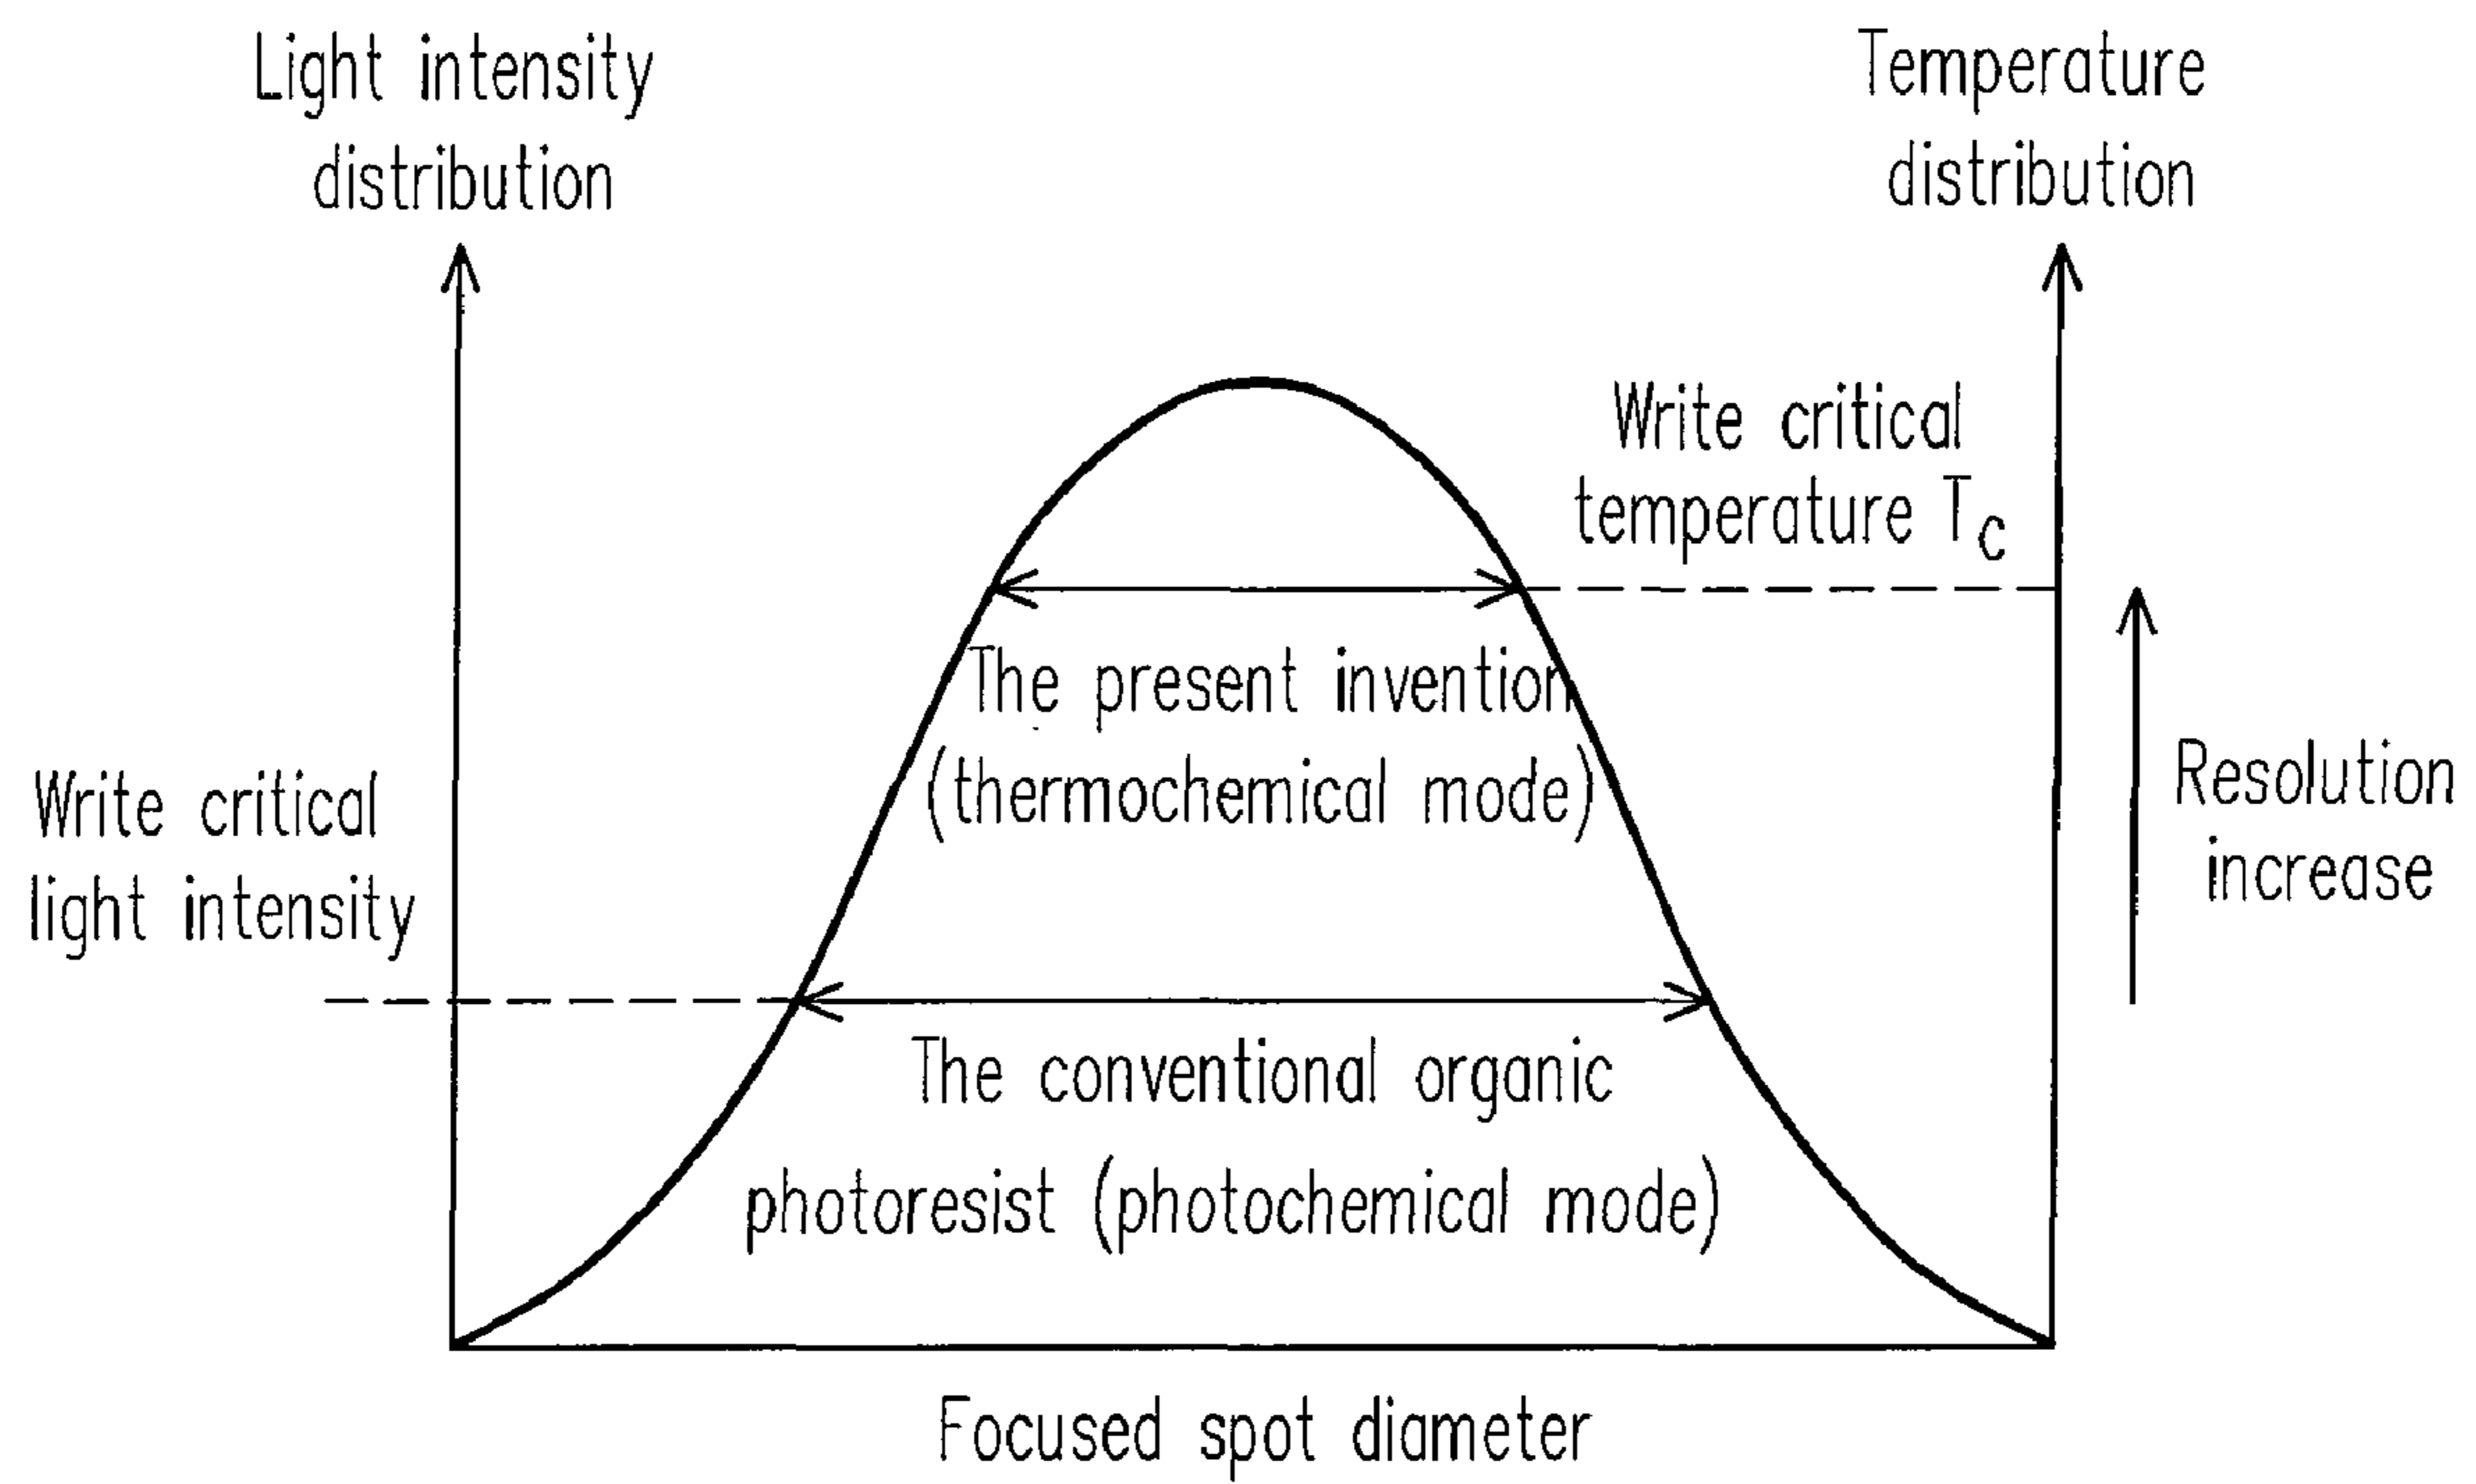 Light intensity
distribution
Temperature
distribution
Write critical
temperature Tc
The present invention
(thermochemical mode)
Resolution
increase
Write critical
light intensity
The conventional organic
photoresist (photochemical mode)
Focused spot diameter